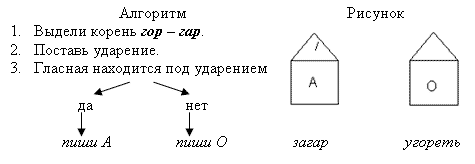 Алгоритм Рисунок
1. Выдели корень гор – гар.
2. Поставь ударение.
3. Гласная находится под ударением
А О
да нет
пиши А пиши О загар угореть